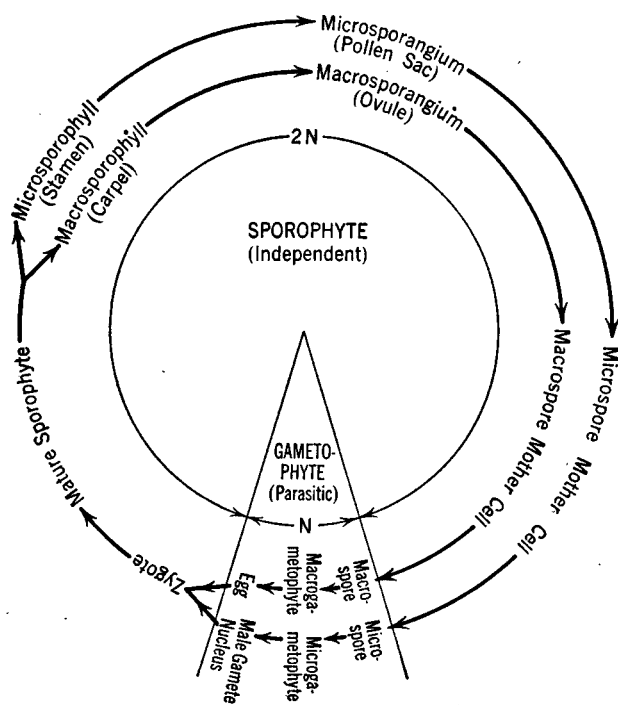 Microsporangium
(Pollen Sac)
Macrosporangium
(Ovule)
Microsporophyll
(Stamen)
Macrosporophyll
(Carpel)
2N
SPOROPHYTE
(Independent)
Macrospore Mother Cell
Microspore Mother Cell
GAMETO-
PHYTE
(Parasitic)
N
Macro-
spore
Macroga-
metophyte
Egg
Micro-
spore
Microga-
metophyte
Male Gamete
Nucleus
Zygote
Mature Sporophyte